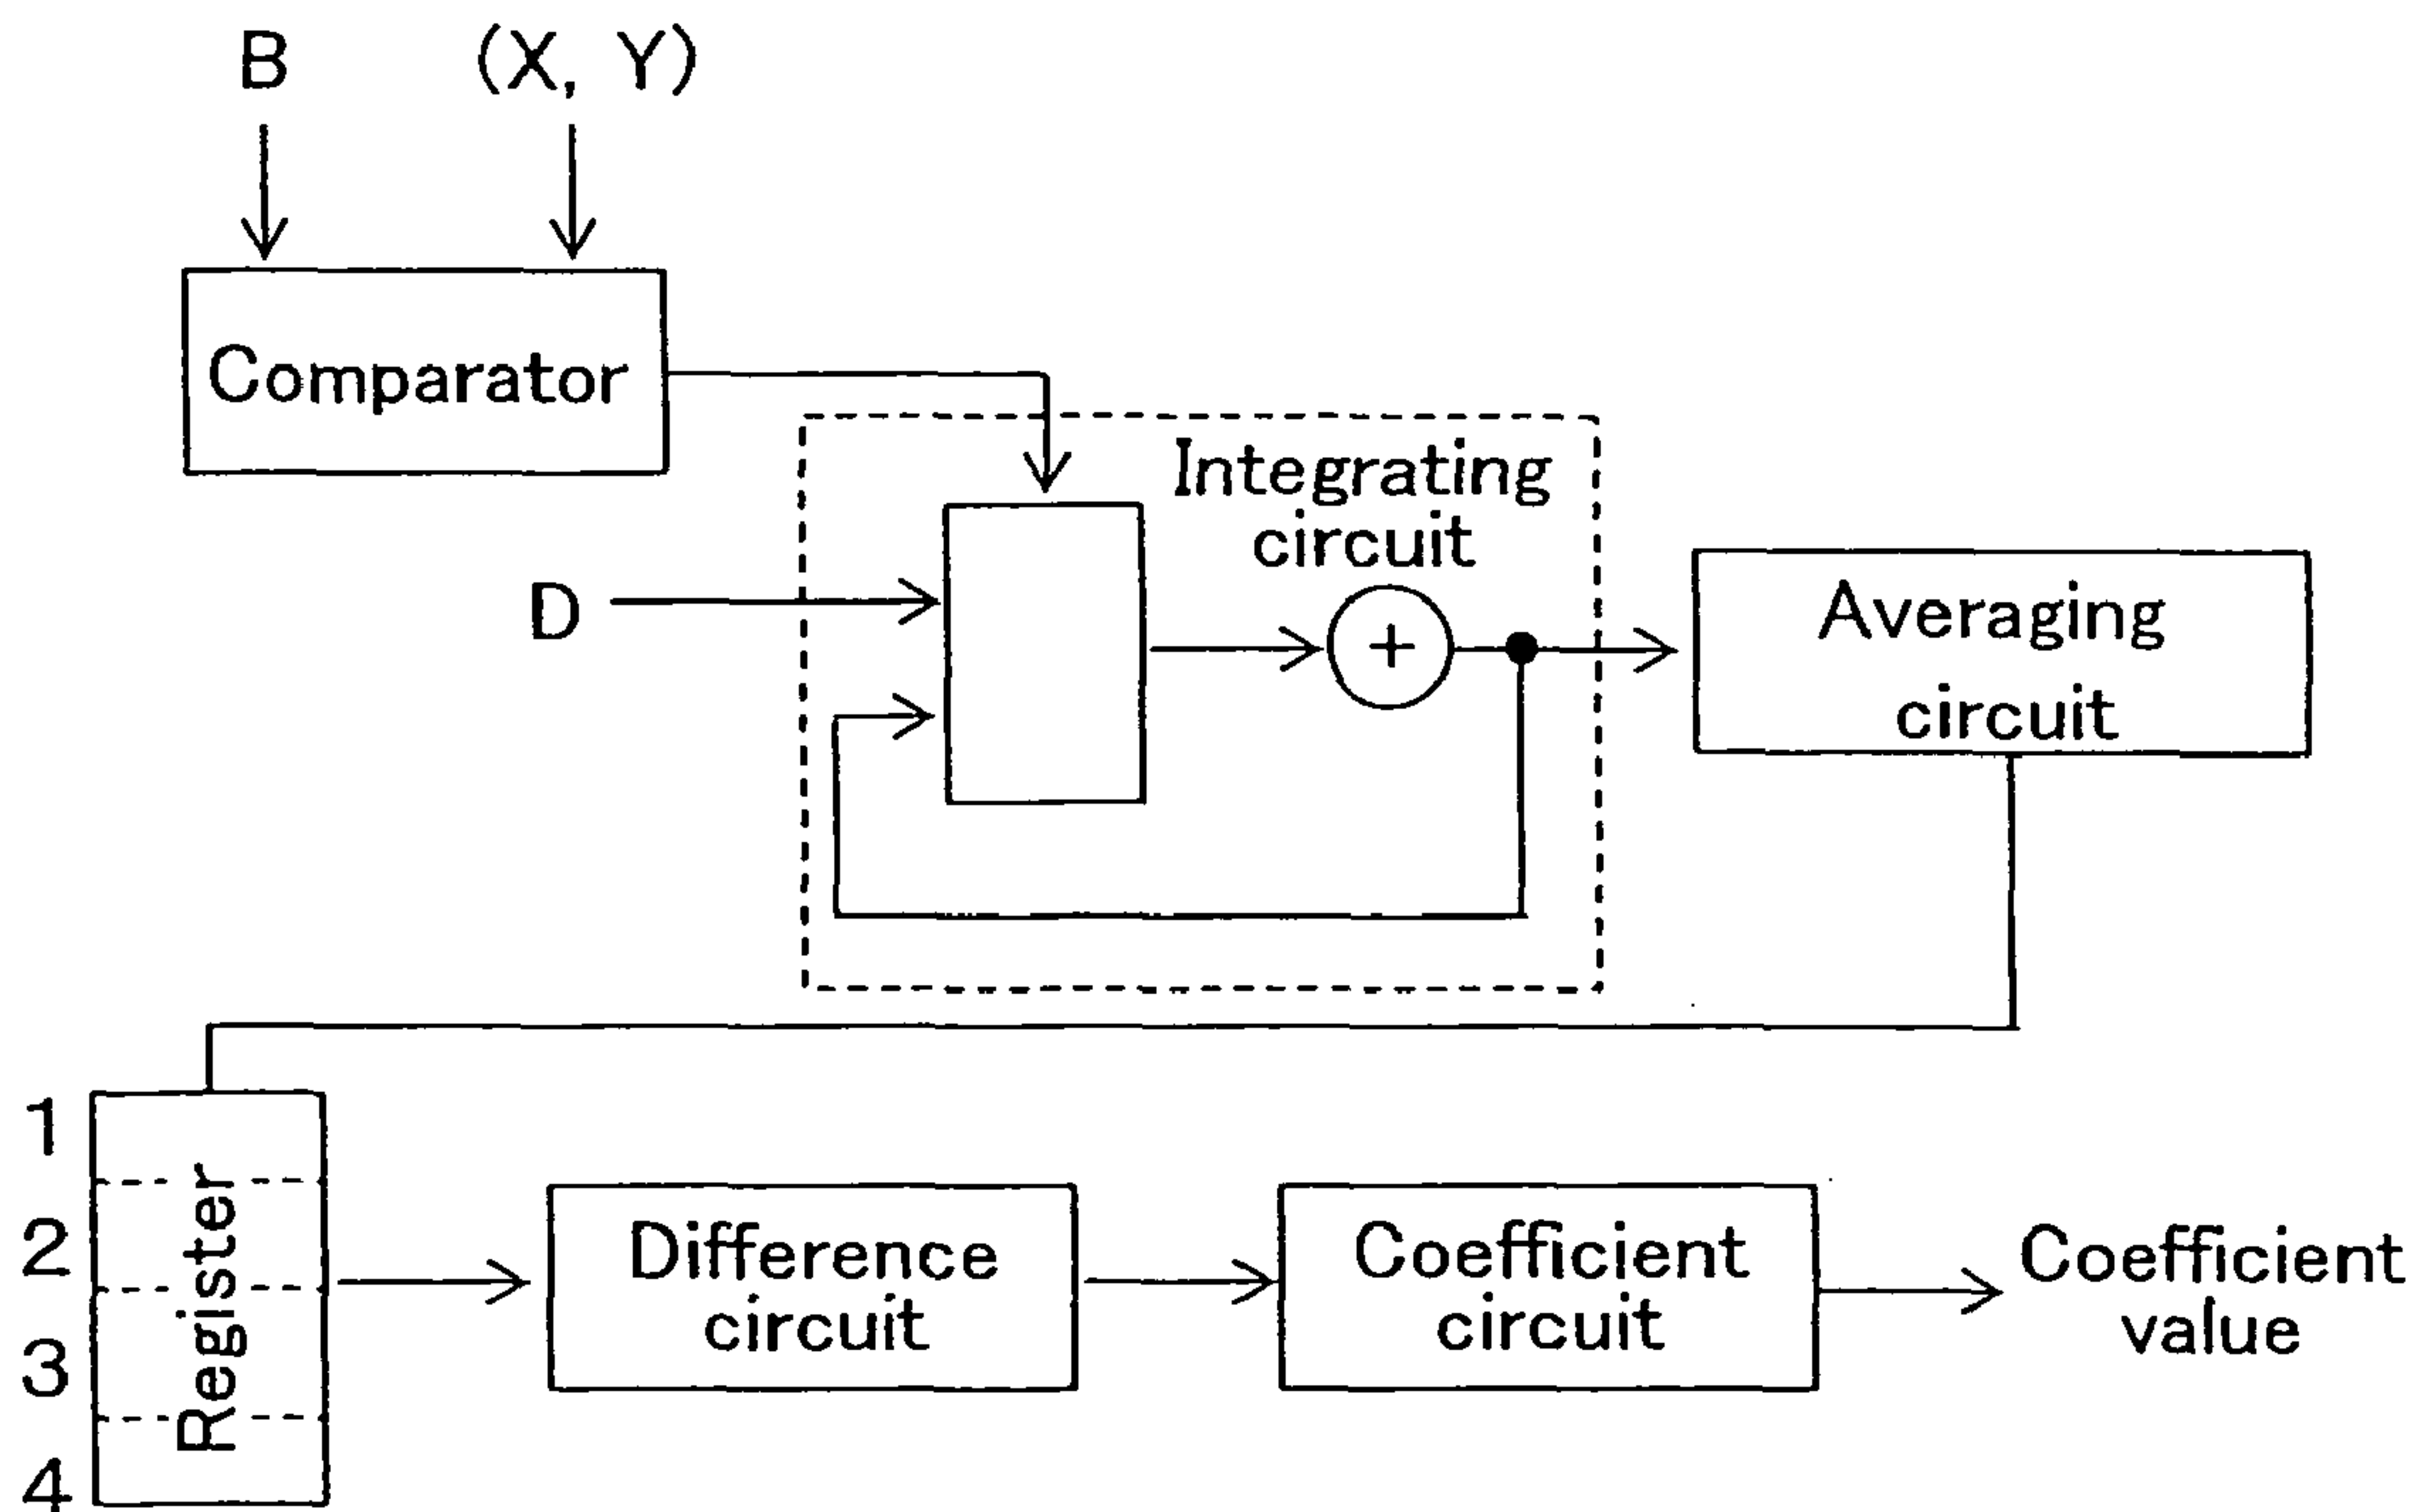 B
(X, Y)
Comparator
Integrating
circuit
D
+
Averaging
circuit
1
2
3
4
Register
Difference
circuit
Coefficient
circuit
Coefficient
value